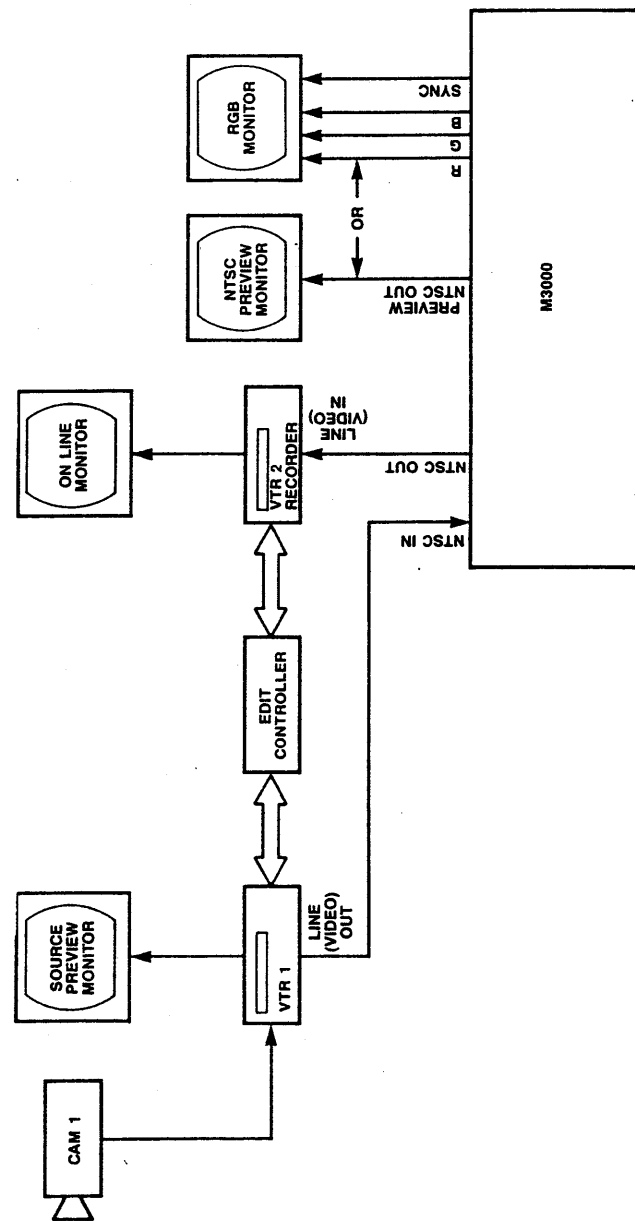 CAM 1
SOURCE
PREVIEW
MONITOR
VTR 1
LINE
(VIDEO)
OUT
EDIT
CONTROLLER
ON LINE
MONITOR
VTR 2
RECORDER
LINE
(VIDEO)
IN
NTSC IN
NTSC OUT
NTSC
PREVIEW
MONITOR
PREVIEW
NTSC OUT
OR
RGB
MONITOR
R
G
B
SYNC
M3000